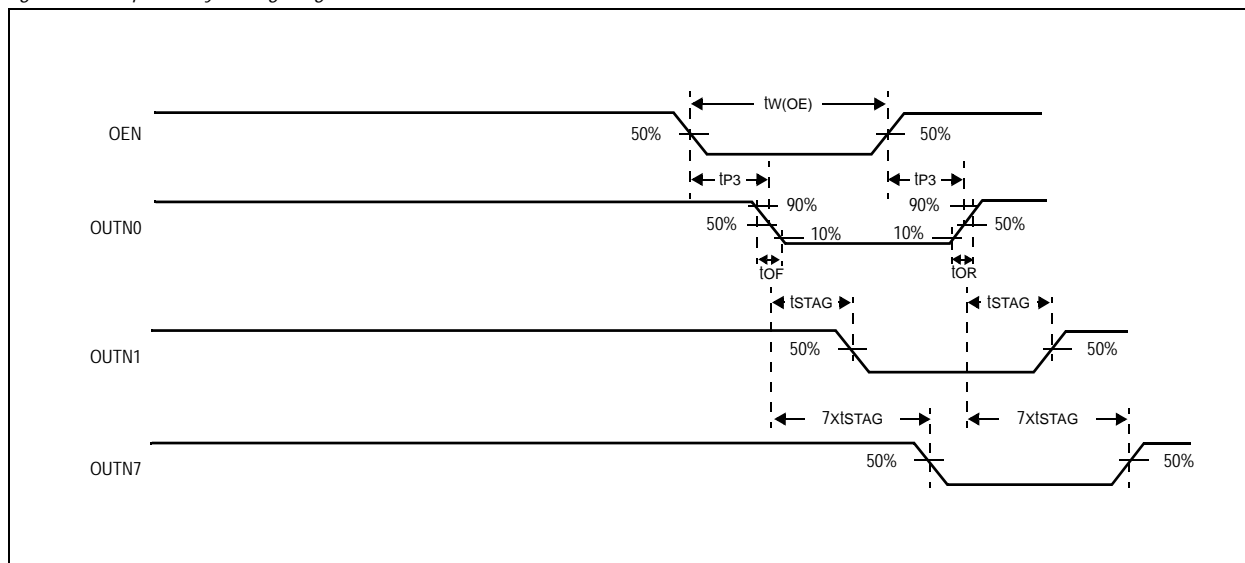 tW(OE)
OEN 50% 50%
tP3 tP3
90% 90%
OUTN0 50% 50%
10% 10%
tOF tOR
tSTAG tSTAG
OUTN1 50% 50%
7XtSTAG 7XtSTAG
OUTN7 50% 50%